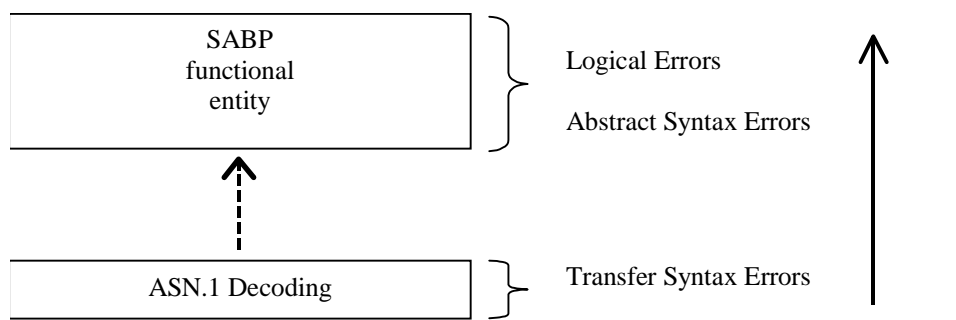 SABP
functional
entity
Logical Errors
Abstract Syntax Errors
ASN.1 Decoding
Transfer Syntax Errors